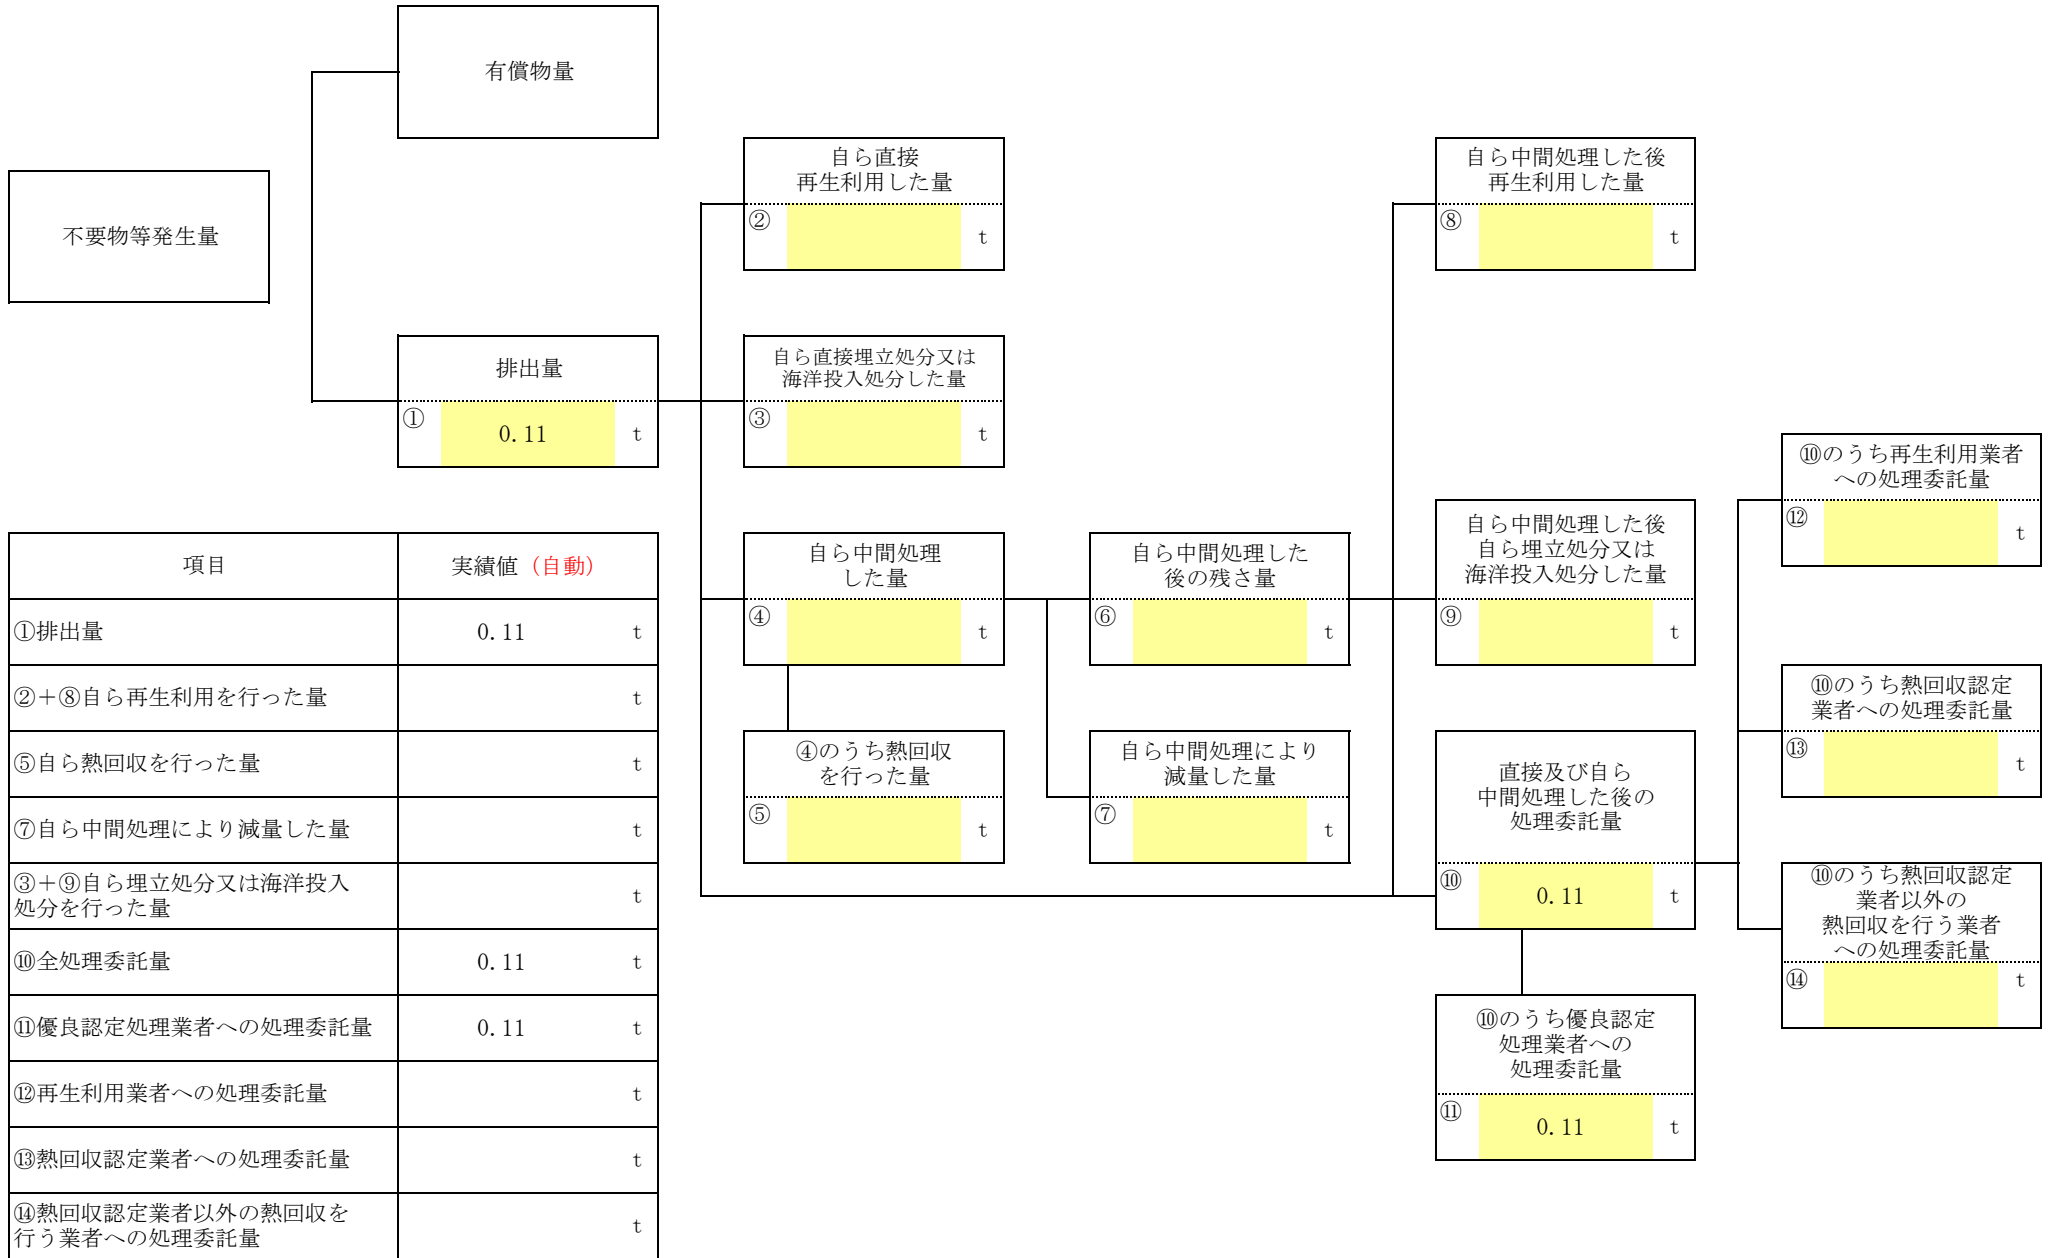 有償物量
不要物等発生量
排出量
①
0.11
t
自ら直接
再生利用した量
②
t
自ら直接埋立処分又は
海洋投入処分した量
③
t
自ら中間処理
した量
④
t
④のうち熱回収
を行った量
⑤
t
自ら中間処理した
後の残さ量
⑥
t
自ら中間処理により
減量した量
⑦
t
自ら中間処理した後
再生利用した量
⑧
t
自ら中間処理した後
自ら埋立処分又は
海洋投入処分した量
⑨
t
直接及び自ら
中間処理した後の
処理委託量
⑩
0.11
t
⑩のうち優良認定
処理業者への
処理委託量
⑪
0.11
t
⑩のうち再生利用業者
への処理委託量
⑫
t
⑩のうち熱回収認定
業者への処理委託量
⑬
t
⑩のうち熱回収認定
業者以外の
熱回収を行う業者
への処理委託量
⑭
t
項目 実績値（自動）
①排出量 0.11 t
②＋⑧自ら再生利用を行った量 t
⑤自ら熱回収を行った量 t
⑦自ら中間処理により減量した量 t
③＋⑨自ら埋立処分又は海洋投入
処分を行った量 t
⑩全処理委託量 0.11 t
⑪優良認定処理業者への処理委託量 0.11 t
⑫再生利用業者への処理委託量 t
⑬熱回収認定業者への処理委託量 t
⑭熱回収認定業者以外の熱回収を
行う業者への処理委託量 t